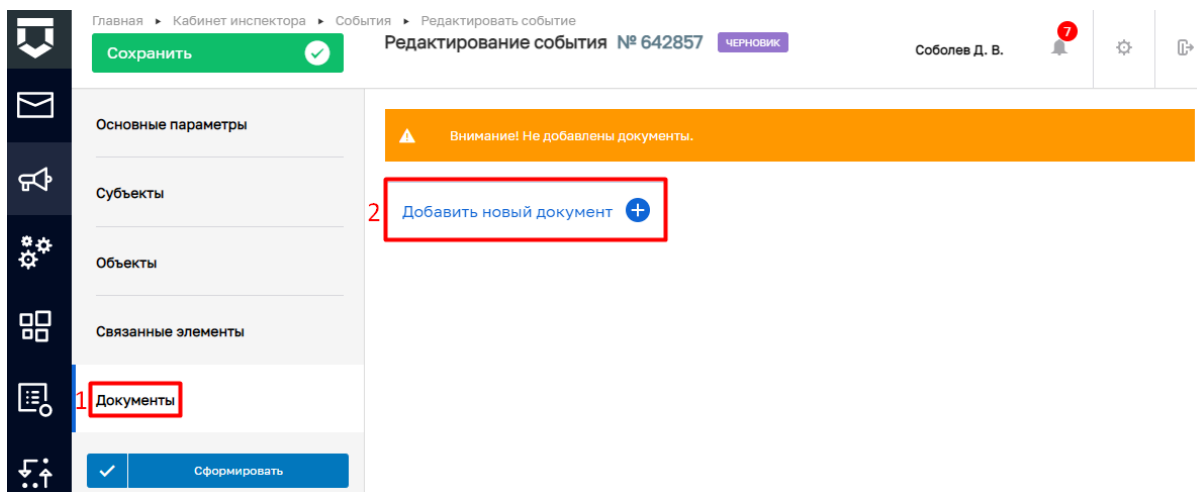 Главная ▸ Кабинет инспектора ▸ События ▸ Редактировать событие
Сохранить
Редактирование события № 642857 ЧЕРНОВИК
Соболев Д. В.
7
Основные параметры
Внимание! Не добавлены документы.
Субъекты
2 Добавить новый документ
Объекты
Связанные элементы
1 Документы
Сформировать